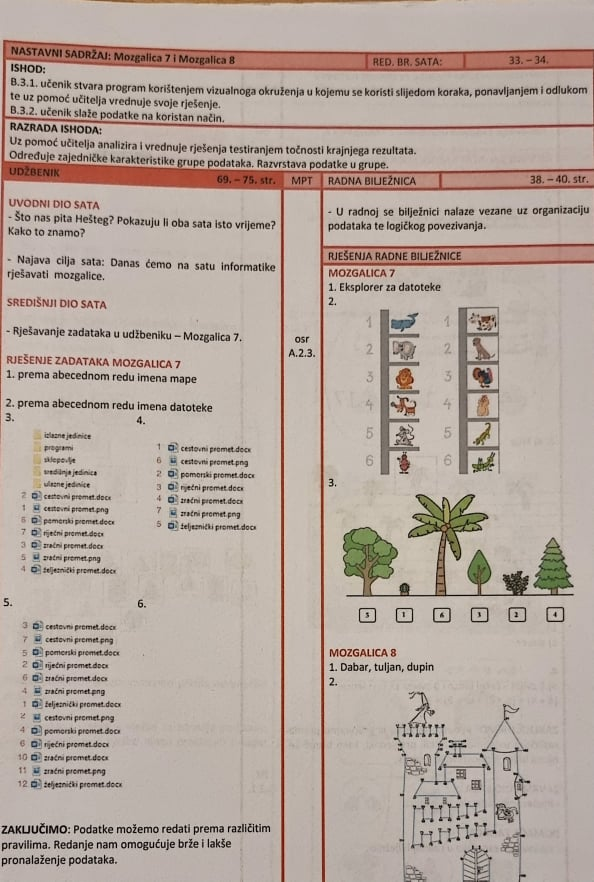 NASTAVNI SADRŽAJ: Mozgalica 7 i Mozgalica 8
RED. BR. SATA:
33. – 34.
ISHOD:
B.3.1. učenik stvara program korištenjem vizualnoga okruženja u kojemu se koristi slijedom koraka, ponavljanjem i odlukom
te uz pomoć učitelja vrednuje svoje rješenje.
B.3.2. učenik slaže podatke na koristan način.
RAZRADA ISHODA:
Uz pomoć učitelja analizira i vrednuje rješenja testiranjem točnosti krajnjega rezultata.
Određuje zajedničke karakteristike grupe podataka. Razvrstava podatke u grupe.
UDŽBENIK
69. – 75. str.
MPT
RADNA BILJEŽNICA
38. – 40. str.
UVODNI DIO SATA
- Što nas pita Hešteg? Pokazuju li oba sata isto vrijeme?
Kako to znamo?
- Najava cilja sata: Danas ćemo na satu informatike
rješavati mozgalice.
SREDIŠNJI DIO SATA
- Rješavanje zadataka u udžbeniku – Mozgalica 7.
RJEŠENJE ZADATAKA MOZGALICA 7
1. prema abecednom redu imena mape
2. prema abecednom redu imena datoteke
3.
izlazne jedinice
programi
sklopovlje
središnja jedinica
ulazne jedinice
2 cestovni promet.docx
1 cestovni promet.png
6 pomorski promet.docx
7 riječni promet.docx
3 zračni promet.docx
5 zračni promet.png
4 željeznički promet.docx
4.
1 cestovni promet.docx
6 cestovni promet.png
2 pomorski promet.docx
3 riječni promet.docx
4 zračni promet.docx
7 zračni promet.png
5 željeznički promet.docx
5.
6.
3 cestovni promet.docx
7 cestovni promet.png
5 pomorski promet.docx
2 riječni promet.docx
6 zračni promet.docx
4 zračni promet.png
1 željeznički promet.docx
2 cestovni promet.png
4 pomorski promet.docx
6 riječni promet.docx
10 zračni promet.docx
11 zračni promet.png
12 željeznički promet.docx
ZAKLJUČIMO: Podatke možemo redati prema različitim
pravilima. Redanje nam omogućuje brže i lakše
pronalaženje podataka.
osr
A.2.3.
- U radnoj se bilježnici nalaze vezane uz organizaciju
podataka te logičkog povezivanja.
RJEŠENJA RADNE BILJEŽNICE
MOZGALICA 7
1. Eksplorer za datoteke
2.
1 1
2 2
3 3
4 4
5 5
6 6
3.
5 1 6 3 2 4
MOZGALICA 8
1. Dabar, tuljan, dupin
2.